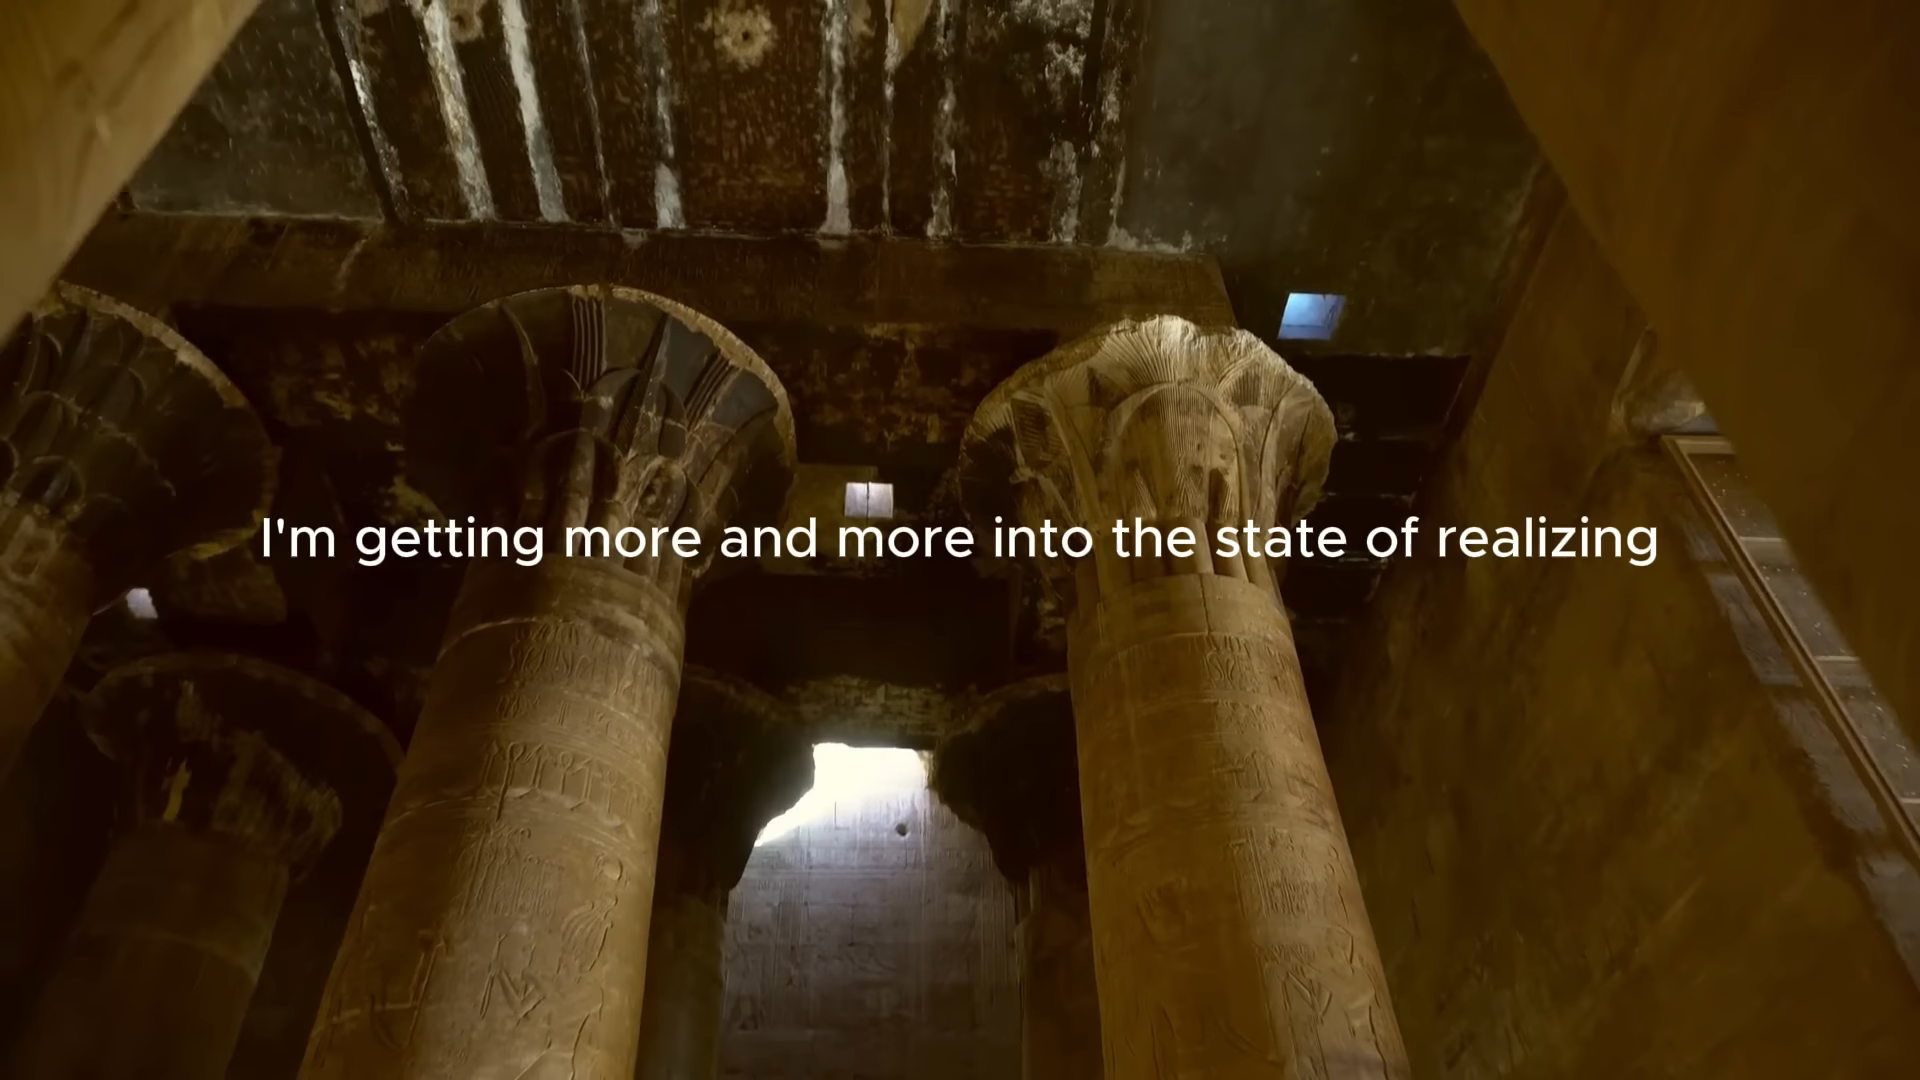 I'm getting more and more into the state of realizing